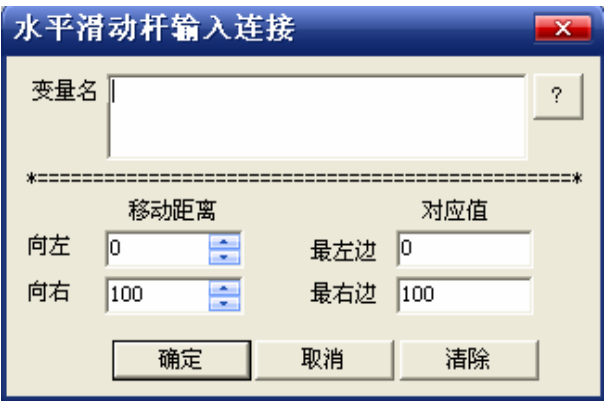 水平滑动杆输入连接
变量名 ?
*================================================*
移动距离 对应值
向左 0 最左边 0
向右 100 最右边 100
确定 取消 清除